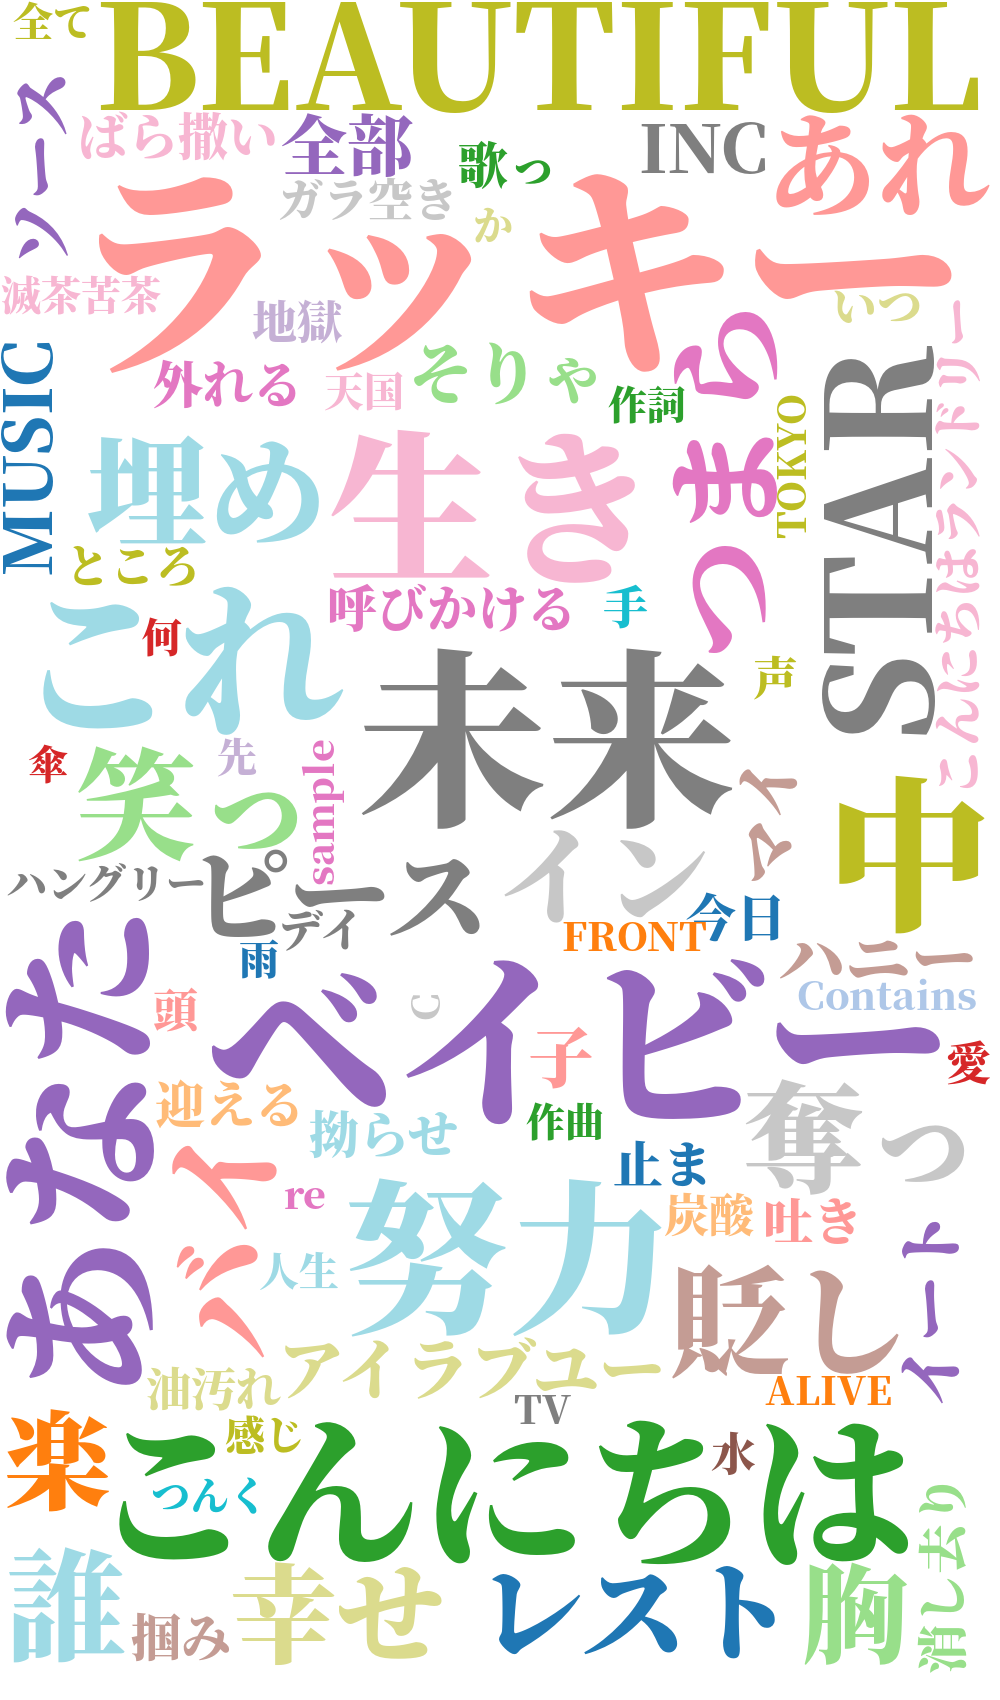 全て
BEAUTIFUL
ソース
ばら撒い
全部
歌っ
INC
あれ
ガラ空き
か
ラッキー
滅茶苦茶
地獄
いつ
MUSIC
外れる
天国
そりゃ
作詞
つまら
TOKYO
STAR
こんにちはランドリー
埋め
生き
ところ
呼びかける
手
これ
何
未来
声
傘
笑っ
先
sample
マイ
中
ハングリー
ピース
イン
デイ
雨
FRONT
今日
ハニー
Contains
あなた
ベイビー
頭
C
子
愛
迎える
拗らせ
作曲
奪っ
止ま
バイ
re
努力
炭酸
吐き
人生
貶し
イート
アイラブユー
油汚れ
TV
ALIVE
楽
感じ
こんにちは
つんく
水
消し去り
誰
掴み
幸せ
レスト
胸